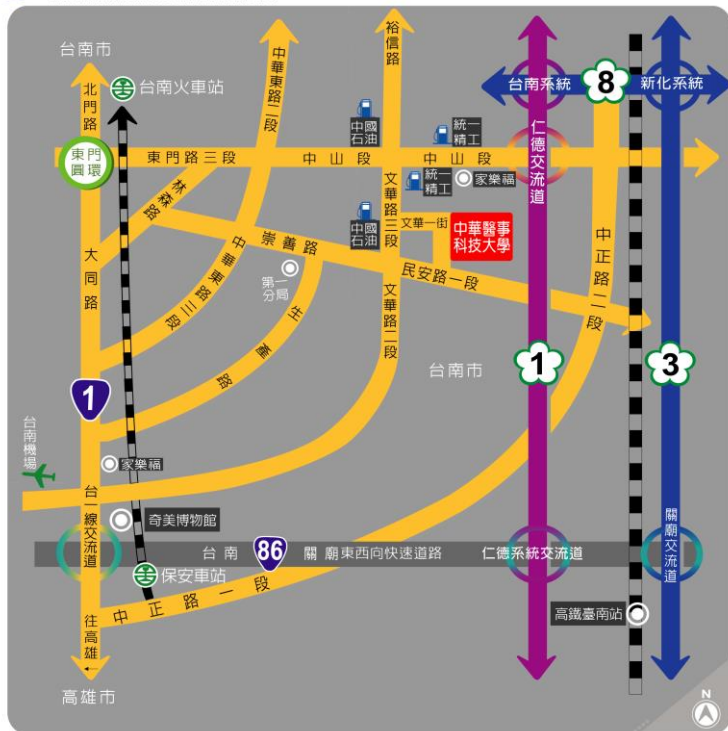 台南市
裕信路
台南火車站
北門路
中華東路二段
中國
石油
統一
精工
台南系統
8
新化系統
東門
圓環
東門路三段
中山段
中山段
仁德交流道
統一
精工
家樂福
林森路
文華路三段
文華一街
中華醫事
科技大學
中國
石油
崇善路
中華東路三段
第一
分局
民安路一段
中正路二段
大同路
生產路
文華路二段
台南市
1
1
3
台南機場
家樂福
台一線交流道
奇美博物館
台南
86
關廟東西向快速道路
仁德系統交流道
關廟交流道
保安車站
中正路一段
高鐵臺南站
往高雄
←
高雄市
N